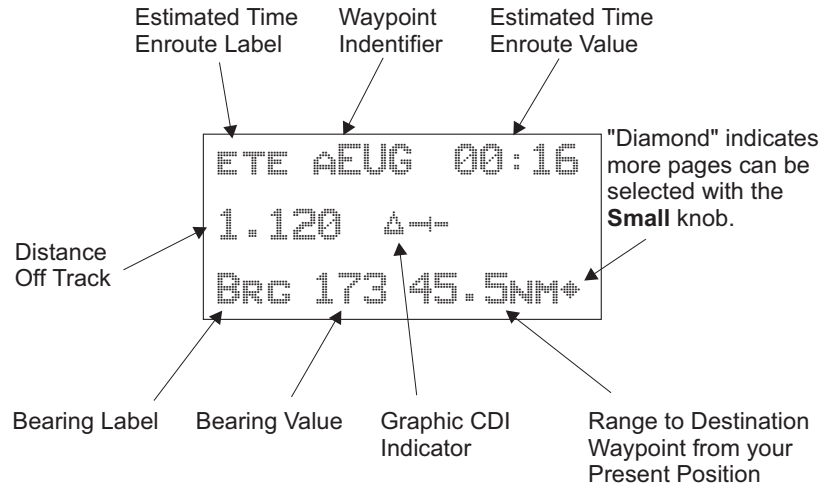 Estimated Time
Enroute Label
Waypoint
Indentifier
Estimated Time
Enroute Value
"Diamond" indicates
more pages can be
selected with the
Small knob.
ETE AEUG 00:16
1.120
BRG 173 45.5NM
Distance
Off Track
Bearing Label
Bearing Value
Graphic CDI
Indicator
Range to Destination
Waypoint from your
Present Position